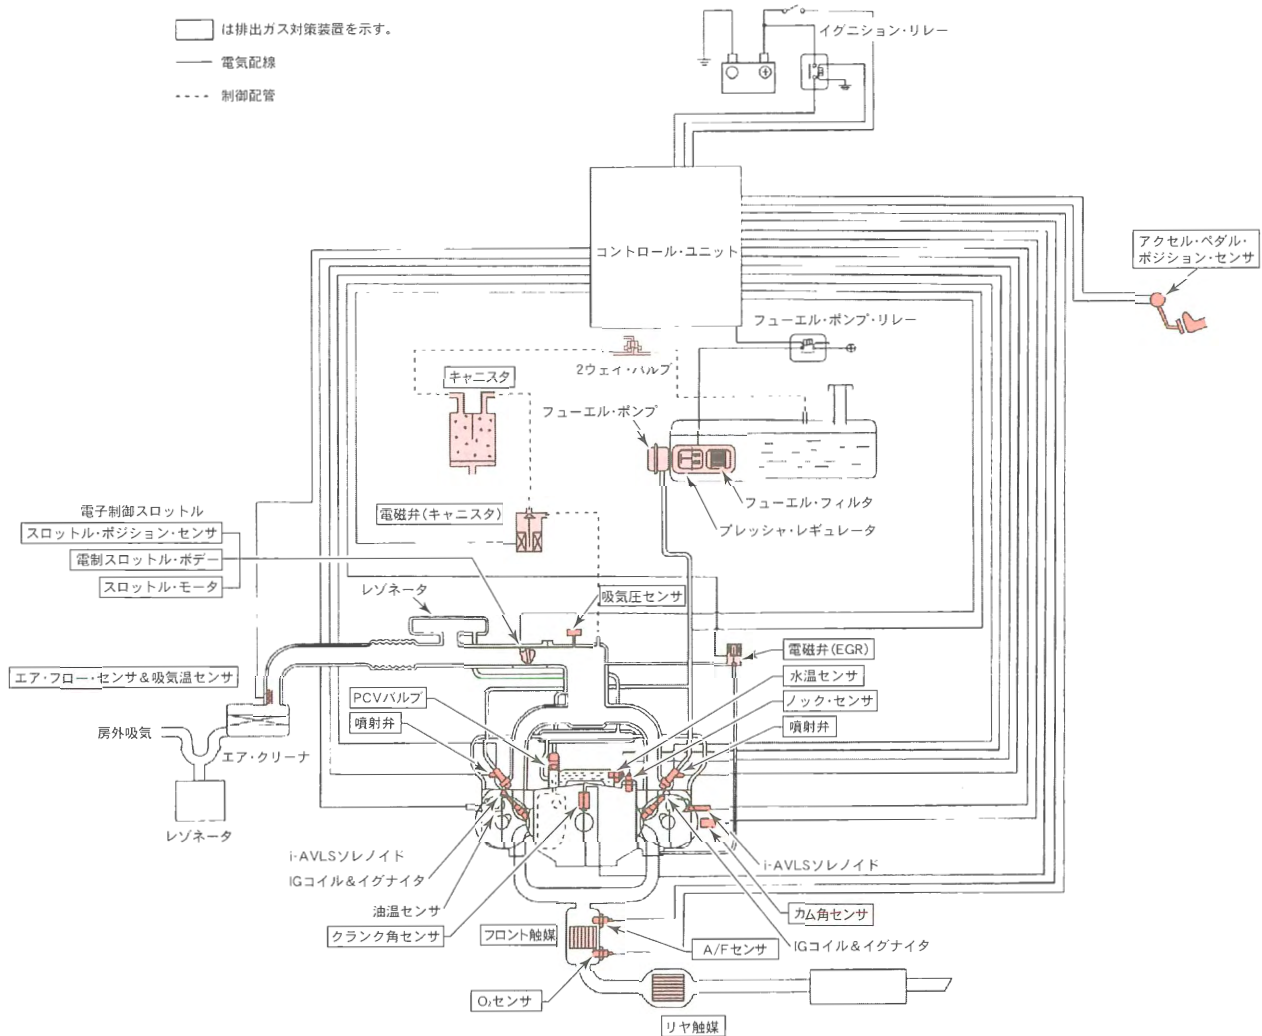 は排出ガス対策装置を示す。
電気配線
制御配管
イグニション・リレー
コントロール・ユニット
アクセル・ペダル・
ポジション・センサ
フューエル・ポンプ・リレー
2ウェイ・バルブ
キャニスタ
フューエル・ポンプ
フューエル・フィルタ
プレッシャ・レギュレータ
電磁弁(キャニスタ)
電子制御スロットル
スロットル・ポジション・センサ
電制スロットル・ボデー
スロットル・モータ
レゾネータ
吸気圧センサ
電磁弁(EGR)
水温センサ
ノック・センサ
噴射弁
エア・フロー・センサ&吸気温センサ
PCVバルブ
噴射弁
房外吸気
エア・クリーナ
レゾネータ
i-AVLSソレノイド
IGコイル&イグナイタ
油温センサ
クランク角センサ
i-AVLSソレノイド
カム角センサ
IGコイル&イグナイタ
フロント触媒
A/Fセンサ
O₂センサ
リヤ触媒